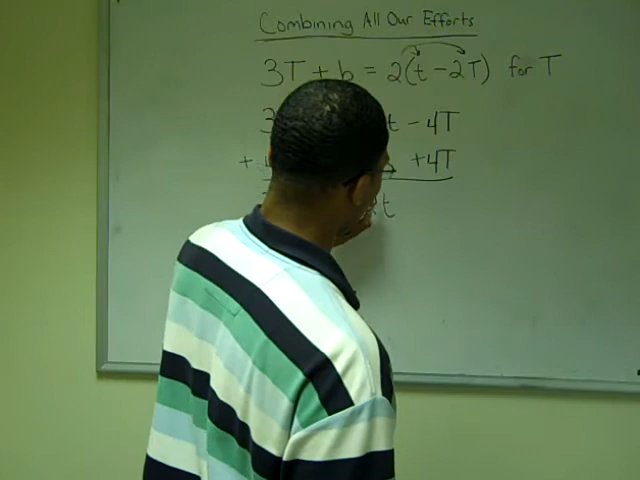 Combining All Our Efforts
3T + b = 2(t - 2T) for T
3 t - 4T
+ +4T
t